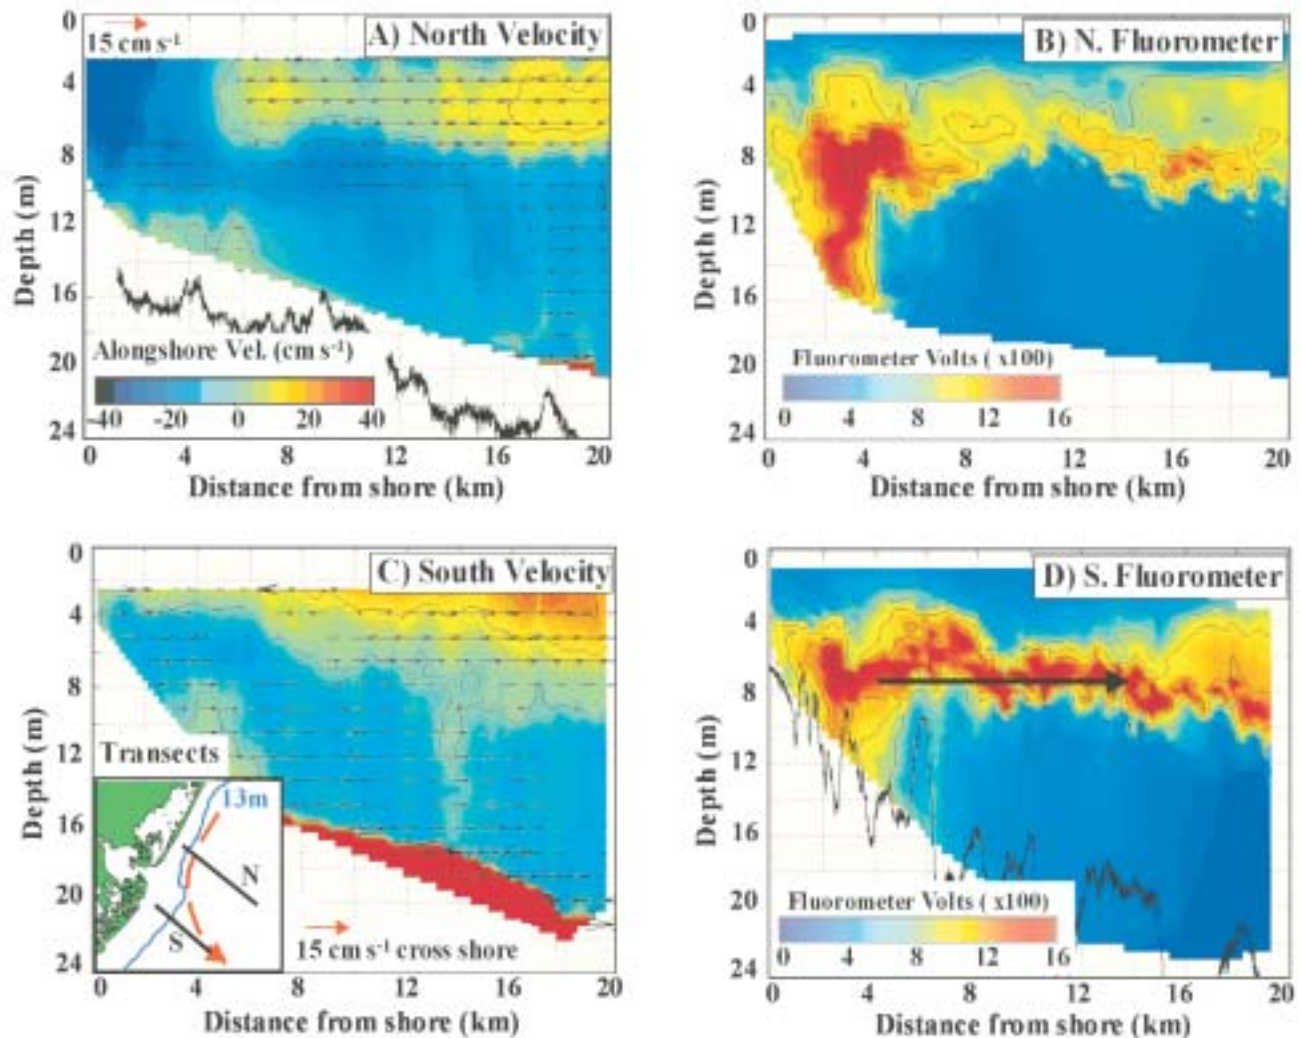 A) North Velocity
15 cm s-1
0
4
8
12
16
20
24
Depth (m)
Alongshore Vel. (cm s-1)
-40 -20 0 20 40
0 4 8 12 16 20
Distance from shore (km)
B) N. Fluorometer
0
4
8
12
16
20
24
Depth (m)
Fluorometer Volts ( x100)
0 4 8 12 16
0 4 8 12 16 20
Distance from shore (km)
C) South Velocity
0
4
8
12
16
20
24
Depth (m)
Transects
13m
N
S
15 cm s-1 cross shore
0 4 8 12 16 20
Distance from shore (km)
D) S. Fluorometer
0
4
8
12
16
20
24
Depth (m)
Fluorometer Volts ( x100)
0 4 8 12 16
0 4 8 12 16 20
Distance from shore (km)